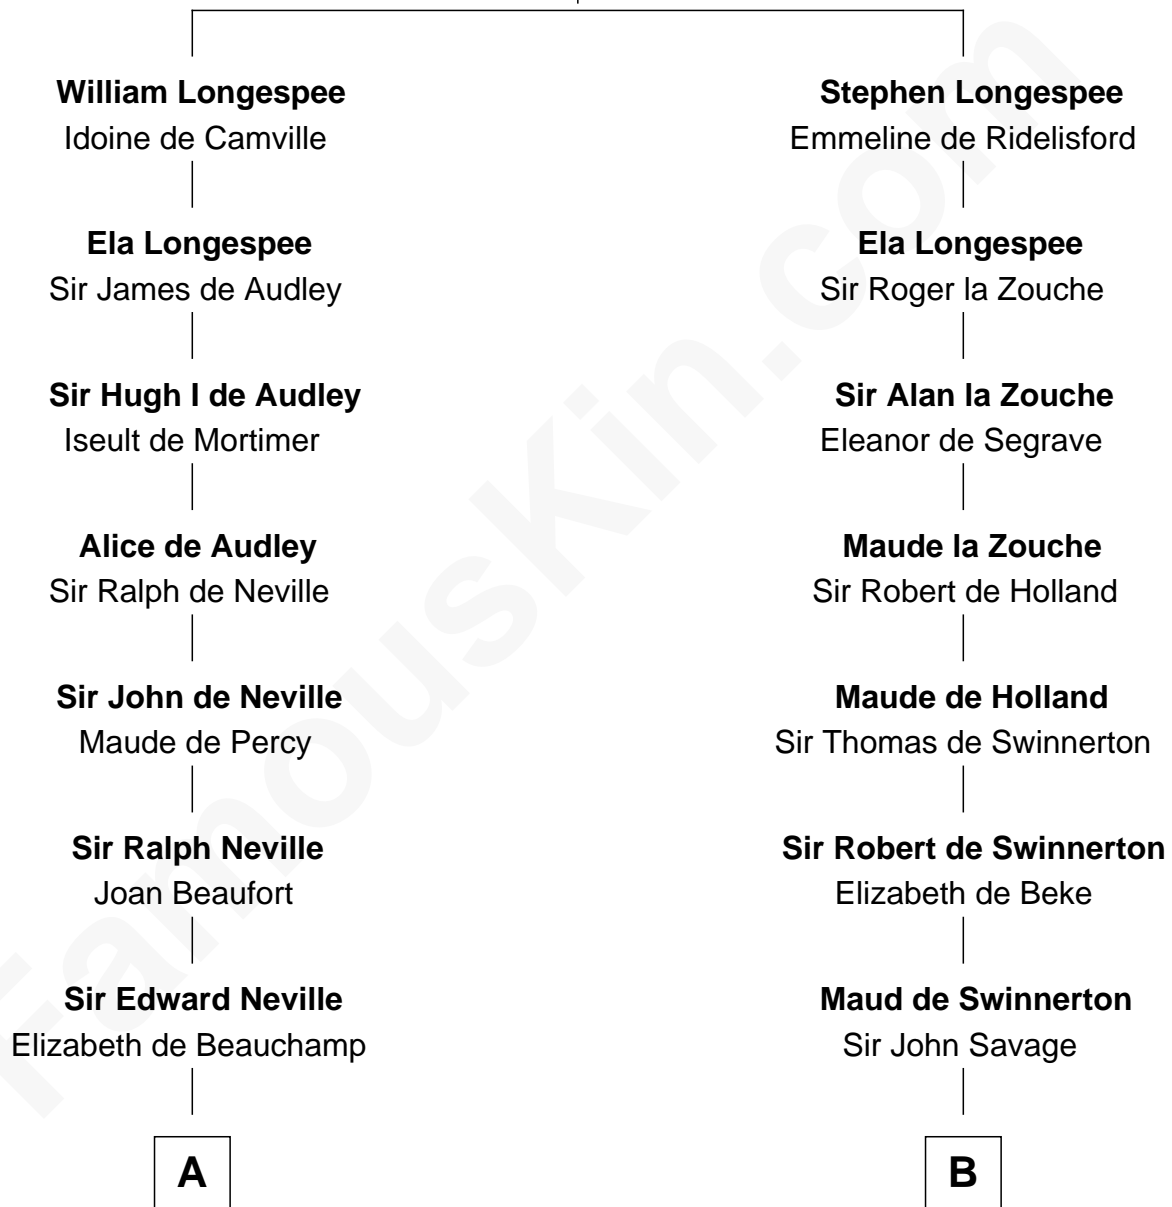 William Longespee
Idoine de Camville
Ela Longespee
Sir James de Audley
Sir Hugh I de Audley
Iseult de Mortimer
Alice de Audley
Sir Ralph de Neville
Sir John de Neville
Maude de Percy
Sir Ralph Neville
Joan Beaufort
Sir Edward Neville
Elizabeth de Beauchamp
A
Stephen Longespee
Emmeline de Ridelisford
Ela Longespee
Sir Roger la Zouche
Sir Alan la Zouche
Eleanor de Segrave
Maude la Zouche
Sir Robert de Holland
Maude de Holland
Sir Thomas de Swinnerton
Sir Robert de Swinnerton
Elizabeth de Beke
Maud de Swinnerton
Sir John Savage
B
FamousKin.com